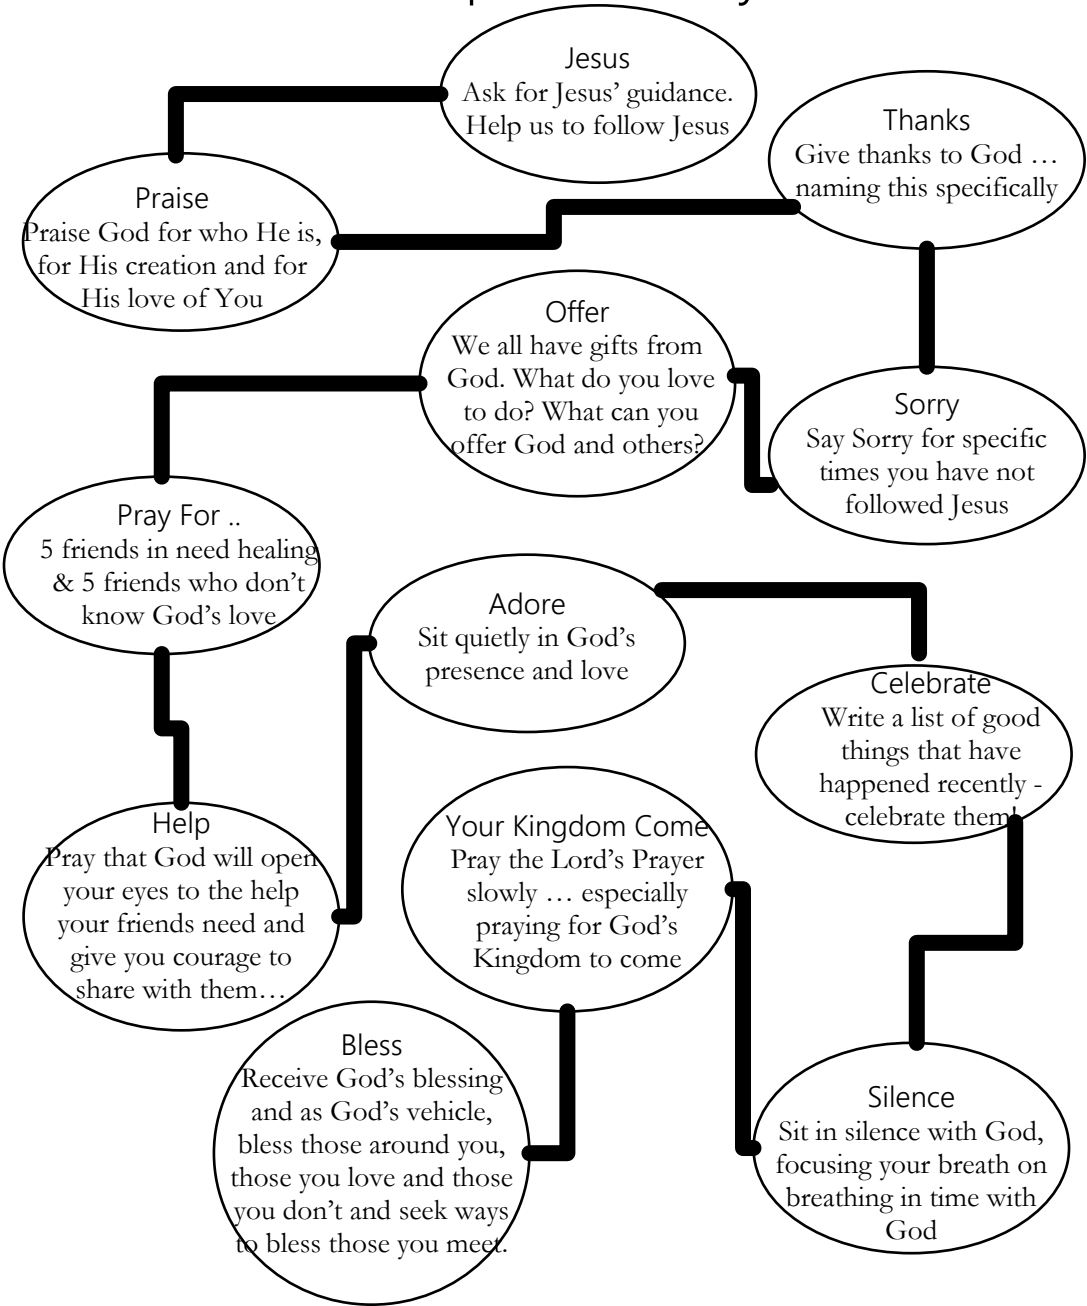 Jesus
Ask for Jesus’ guidance.
Help us to follow Jesus
Thanks
Give thanks to God …
naming this specifically
Praise
Praise God for who He is,
for His creation and for
His love of You
Offer
We all have gifts from
God. What do you love
to do? What can you
offer God and others?
Sorry
Say Sorry for specific
times you have not
followed Jesus
Pray For ..
5 friends in need healing
& 5 friends who don’t
know God’s love
Adore
Sit quietly in God’s
presence and love
Celebrate
Write a list of good
things that have
happened recently -
celebrate them!
Help
Pray that God will open
your eyes to the help
your friends need and
give you courage to
share with them…
Your Kingdom Come
Pray the Lord’s Prayer
slowly … especially
praying for God’s
Kingdom to come
Bless
Receive God’s blessing
and as God’s vehicle,
bless those around you,
those you love and those
you don’t and seek ways
to bless those you meet.
Silence
Sit in silence with God,
focusing your breath on
breathing in time with
God